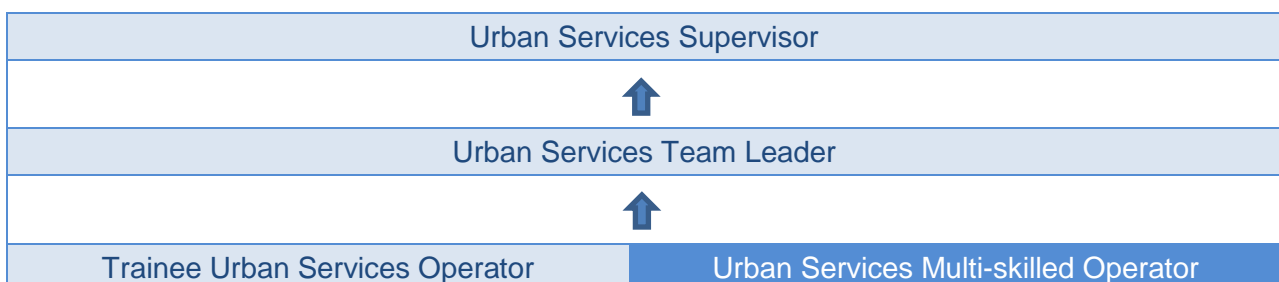 Urban Services Supervisor
Urban Services Team Leader
Trainee Urban Services Operator
Urban Services Multi-skilled Operator